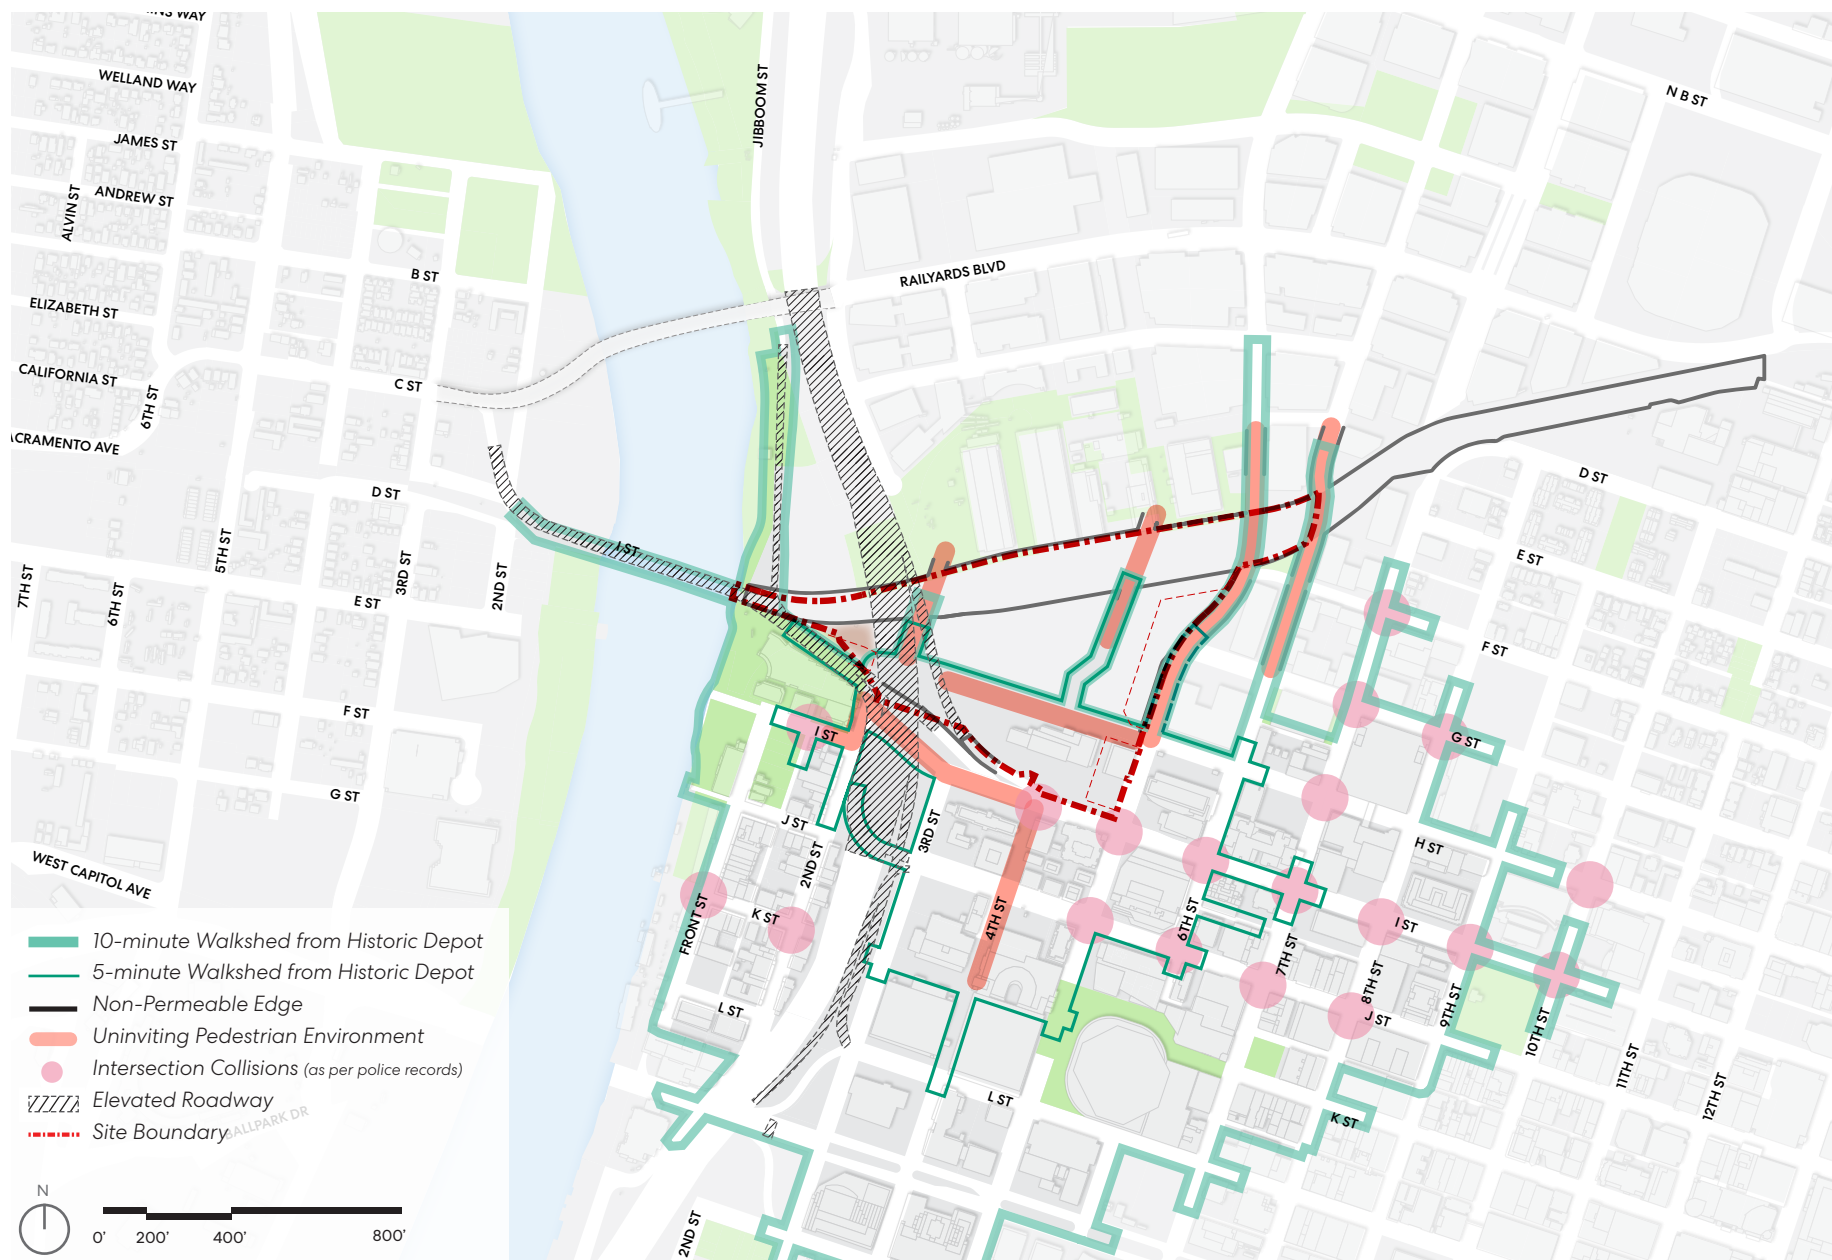 WELLAND WAY
JAMES ST
ANDREW ST
ALVIN ST
B ST
ELIZABETH ST
CALIFORNIA ST
6TH ST
C ST
D ST
5TH ST
3RD ST
2ND ST
7TH ST
6TH ST
E ST
F ST
G ST
WEST CAPITOL AVE
JIBBOOM ST
RAILYARDS BLVD
N B ST
D ST
E ST
F ST
G ST
H ST
I ST
J ST
K ST
I ST
I ST
J ST
2ND ST
3RD ST
K ST
FRONT ST
L ST
4TH ST
6TH ST
7TH ST
8TH ST
9TH ST
10TH ST
11TH ST
12TH ST
L ST
2ND ST
BALLPARK DR
10-minute Walkshed from Historic Depot
5-minute Walkshed from Historic Depot
Non-Permeable Edge
Uninviting Pedestrian Environment
Intersection Collisions (as per police records)
Elevated Roadway
Site Boundary
N
0' 200' 400' 800'